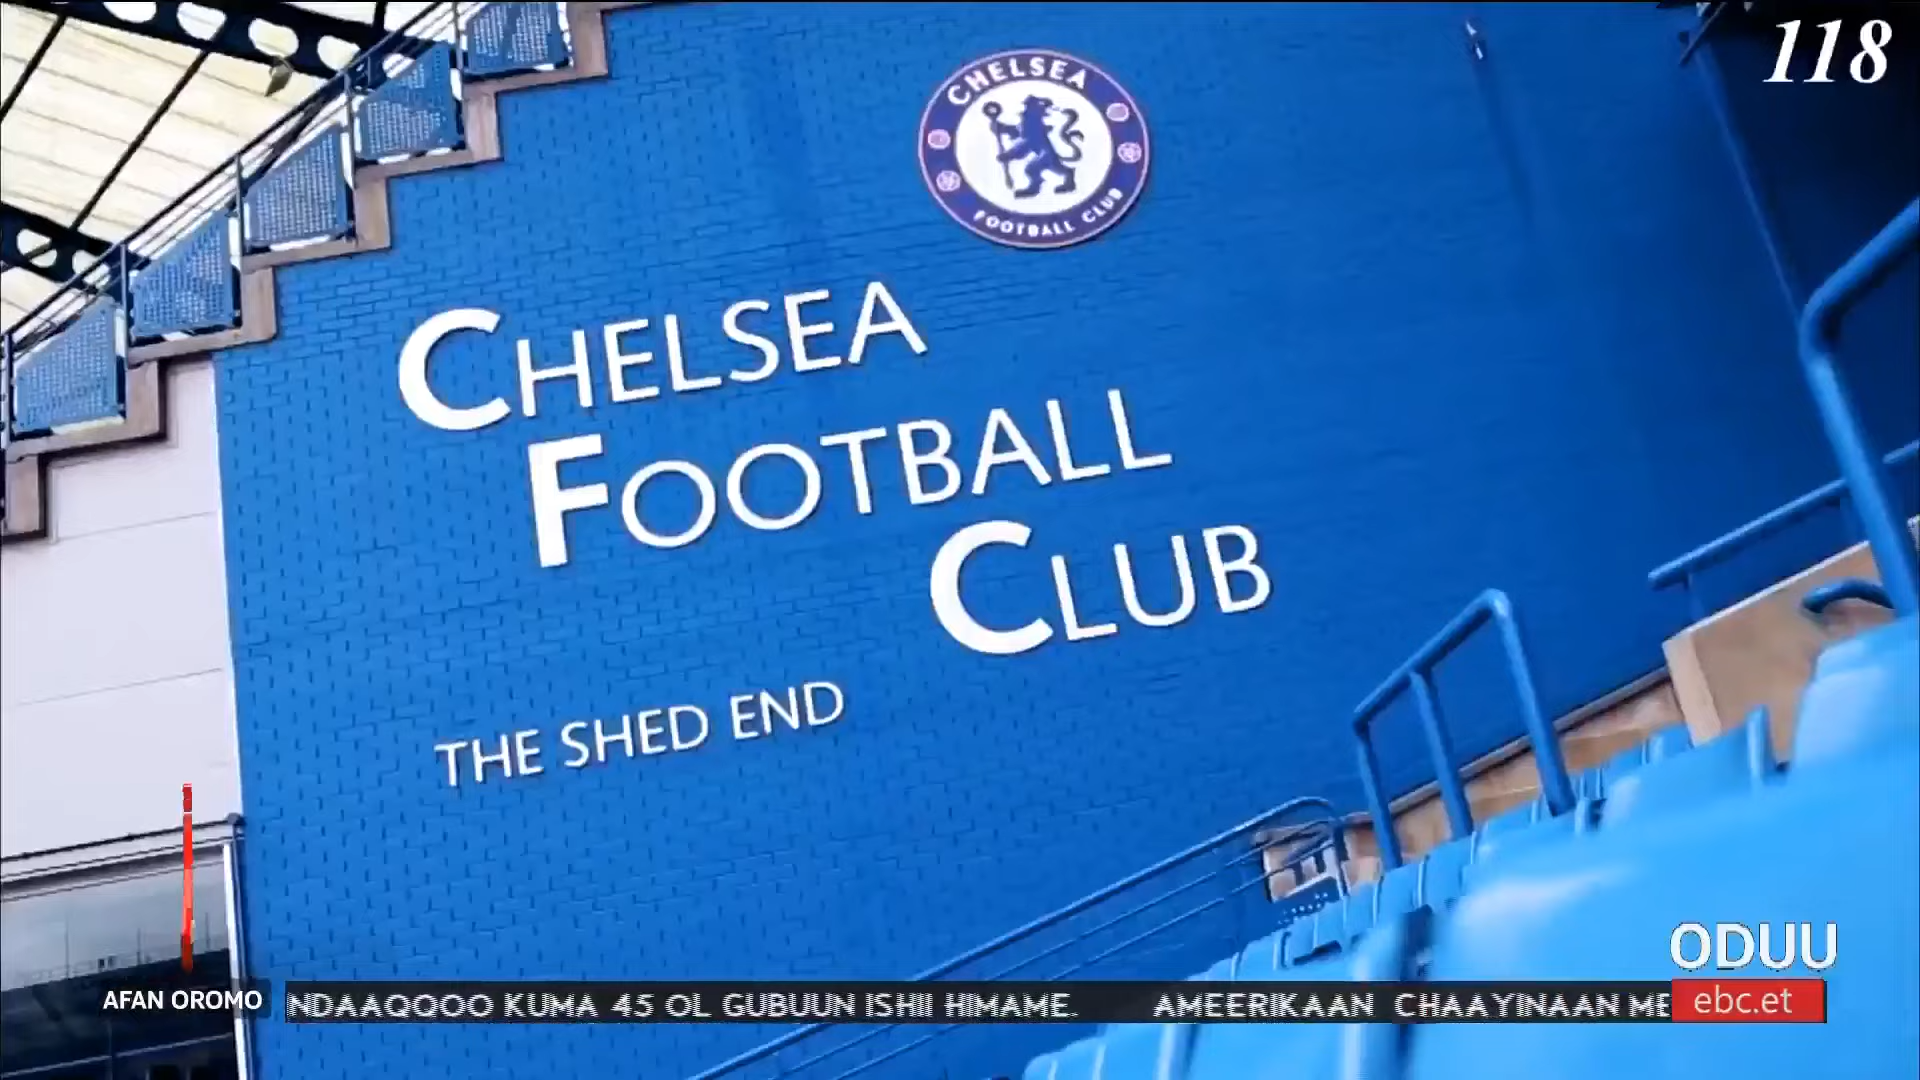 118
CHELSEA
FOOTBALL CLUB
CHELSEA
FOOTBALL
CLUB
THE SHED END
ODUU
AFAN OROMO
NDAAQQOO KUMA 45 OL GUBUUN ISHII HIMAME. AMEERIKAAN CHAAYINAAN ME
ebc.et